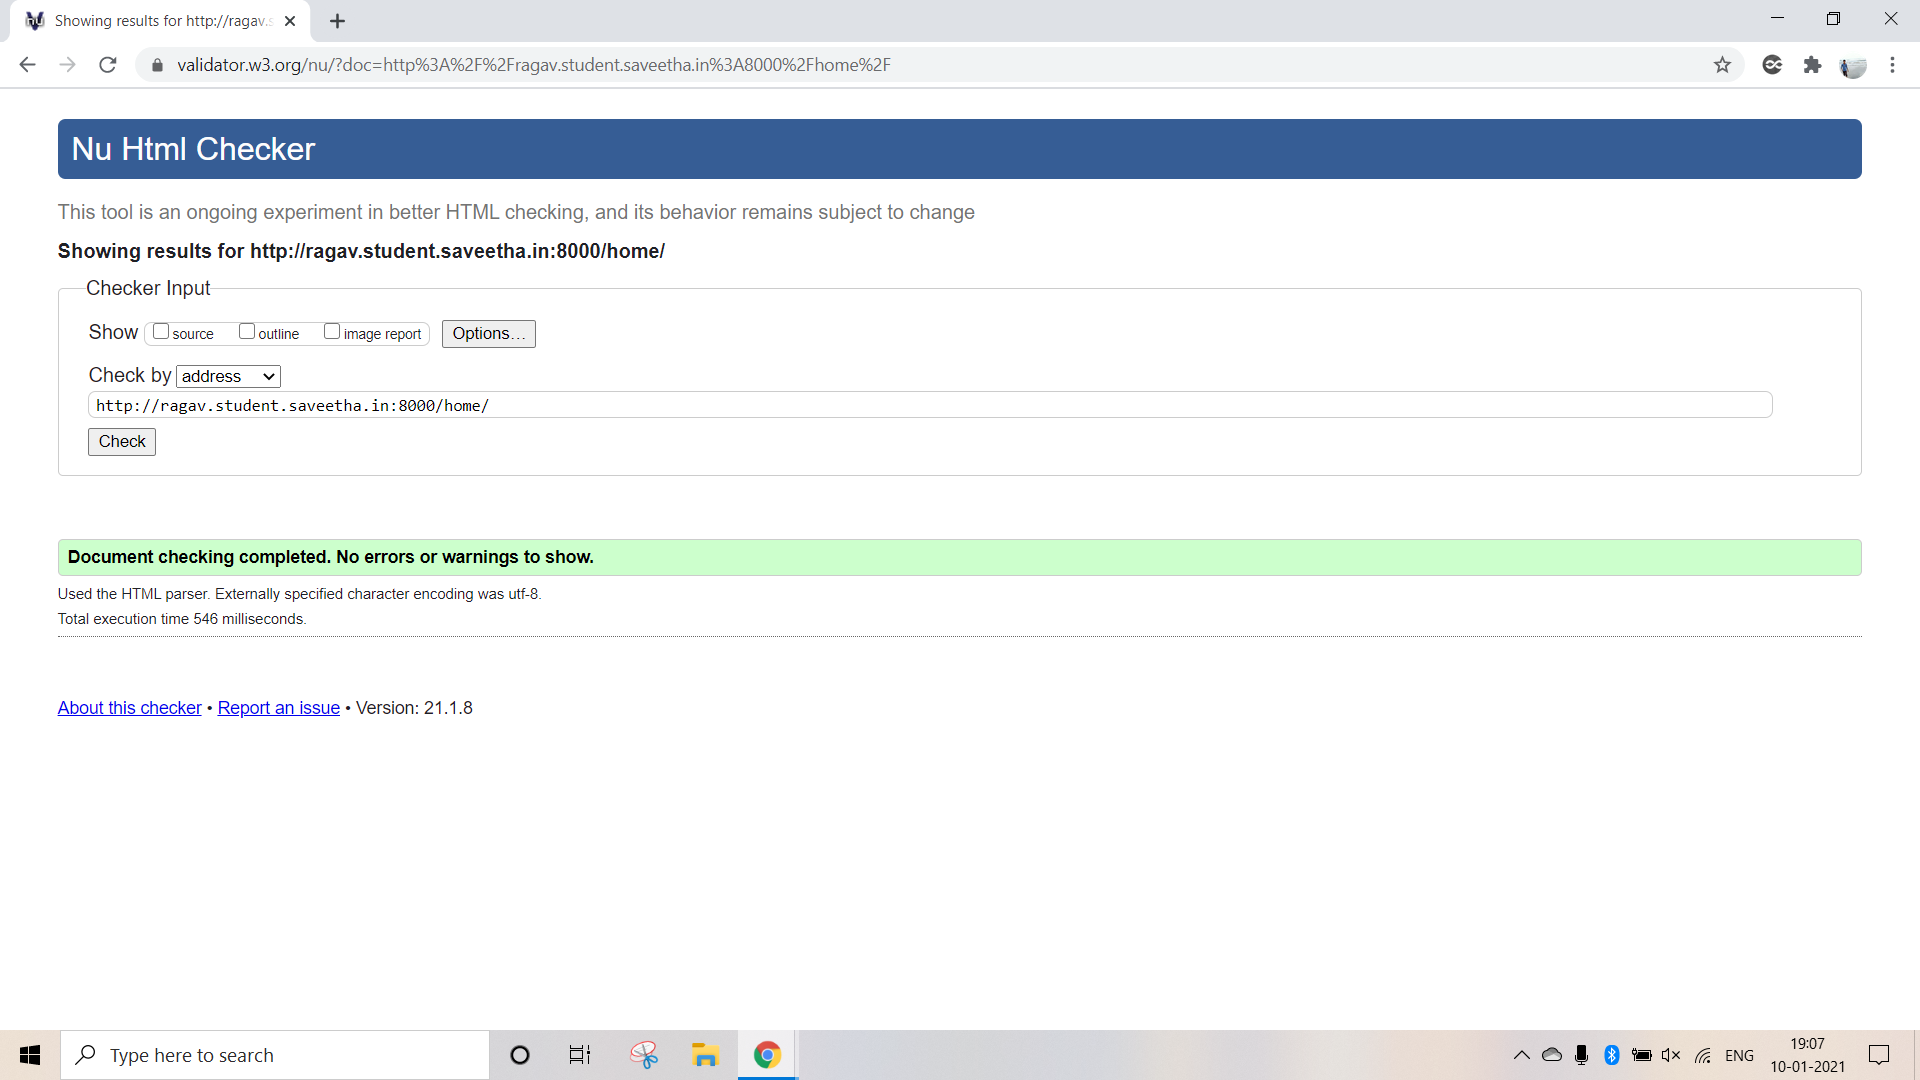 Showing results for http://ragav.s
validator.w3.org/nu/?doc=http%3A%2F%2Fragav.student.saveetha.in%3A8000%2Fhome%2F
Nu Html Checker
This tool is an ongoing experiment in better HTML checking, and its behavior remains subject to change
Showing results for http://ragav.student.saveetha.in:8000/home/
Checker Input
Show source outline image report Options...
Check by address
http://ragav.student.saveetha.in:8000/home/
Check
Document checking completed. No errors or warnings to show.
Used the HTML parser. Externally specified character encoding was utf-8.
Total execution time 546 milliseconds.
About this checker • Report an issue • Version: 21.1.8
Type here to search
ENG
19:07
10-01-2021